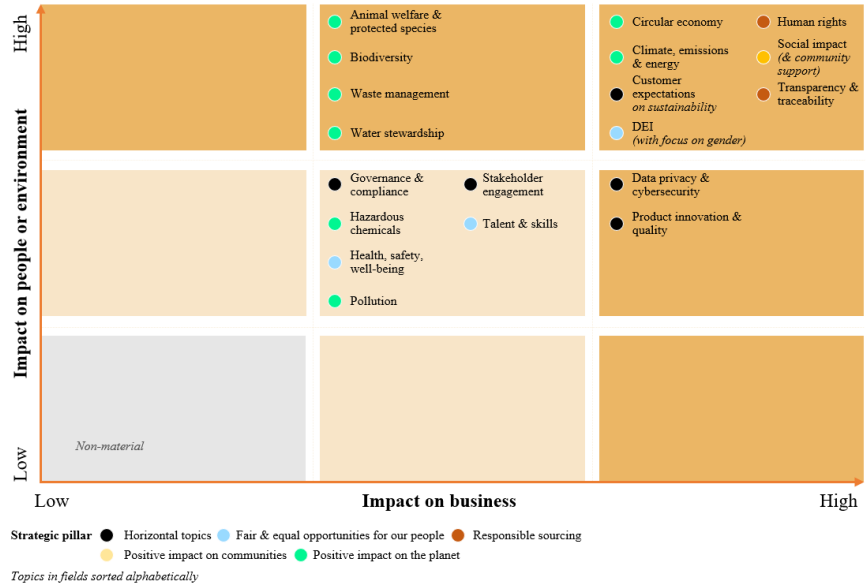 High
Impact on people or environment
Low
Animal welfare &
protected species
Biodiversity
Waste management
Water stewardship
Circular economy
Climate, emissions
& energy
Customer
expectations
on sustainability
DEI
(with focus on gender)
Human rights
Social impact
(& community
support)
Transparency &
traceability
Governance &
compliance
Hazardous
chemicals
Health, safety,
well-being
Pollution
Stakeholder
engagement
Talent & skills
Data privacy &
cybersecurity
Product innovation &
quality
Non-material
Low
Impact on business
High
Strategic pillar
Horizontal topics
Fair & equal opportunities for our people
Responsible sourcing
Positive impact on communities
Positive impact on the planet
Topics in fields sorted alphabetically